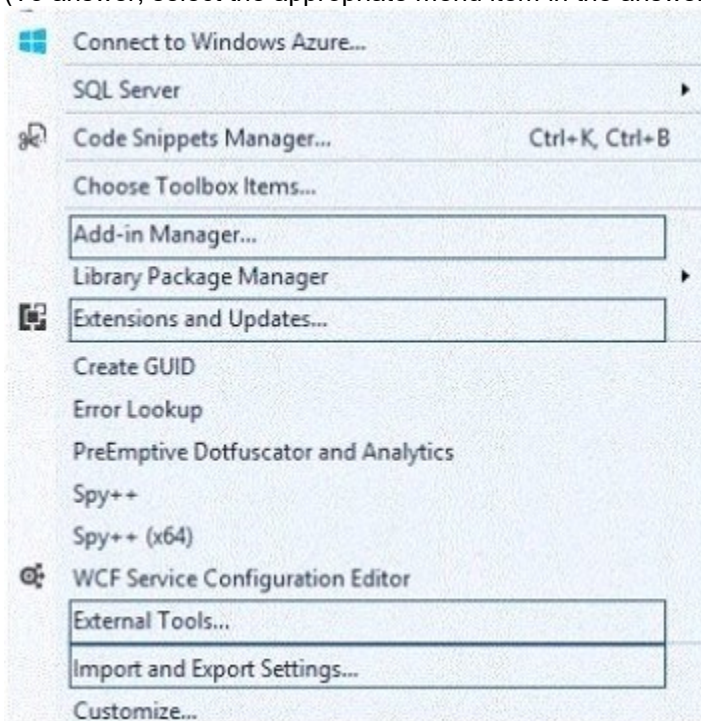 Connect to Windows Azure...
SQL Server
Code Snippets Manager... Ctrl+K, Ctrl+B
Choose Toolbox Items...
Add-in Manager...
Library Package Manager
Extensions and Updates...
Create GUID
Error Lookup
PreEmptive Dotfuscator and Analytics
Spy++
Spy++ (x64)
WCF Service Configuration Editor
External Tools...
Import and Export Settings...
Customize...